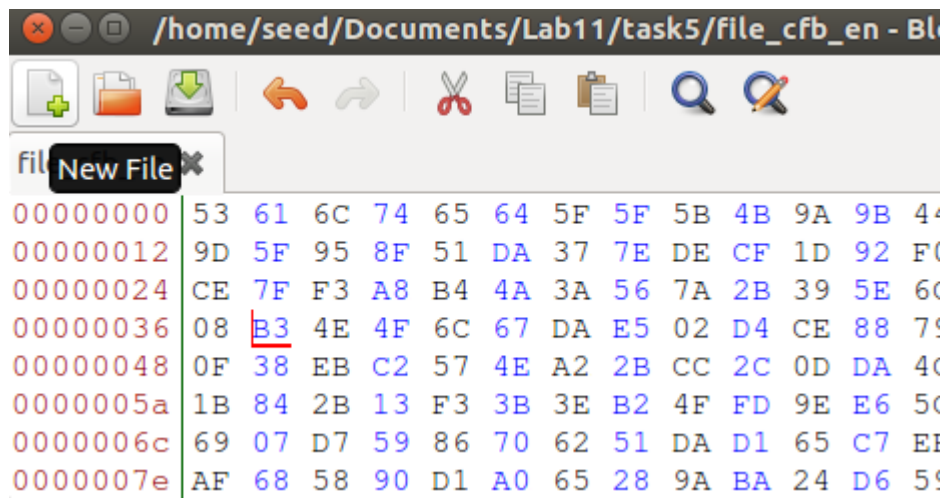 /home/seed/Documents/Lab11/task5/file_cfb_en - Ble
fil
New File
00000000 53 61 6C 74 65 64 5F 5F 5B 4B 9A 9B 44
00000012 9D 5F 95 8F 51 DA 37 7E DE CF 1D 92 F0
00000024 CE 7F F3 A8 B4 4A 3A 56 7A 2B 39 5E
00000036 08 B3 4E 4F 6C 67 DA E5 02 D4 CE 88 79
00000048 0F 38 EB C2 57 4E A2 2B CC 2C 0D DA
0000005a 1B 84 2B 13 F3 3B 3E B2 4F FD 9E E6
0000006c 69 07 D7 59 86 70 62 51 DA D1 65 C7
0000007e AF 68 58 90 D1 A0 65 28 9A BA 24 D6 59